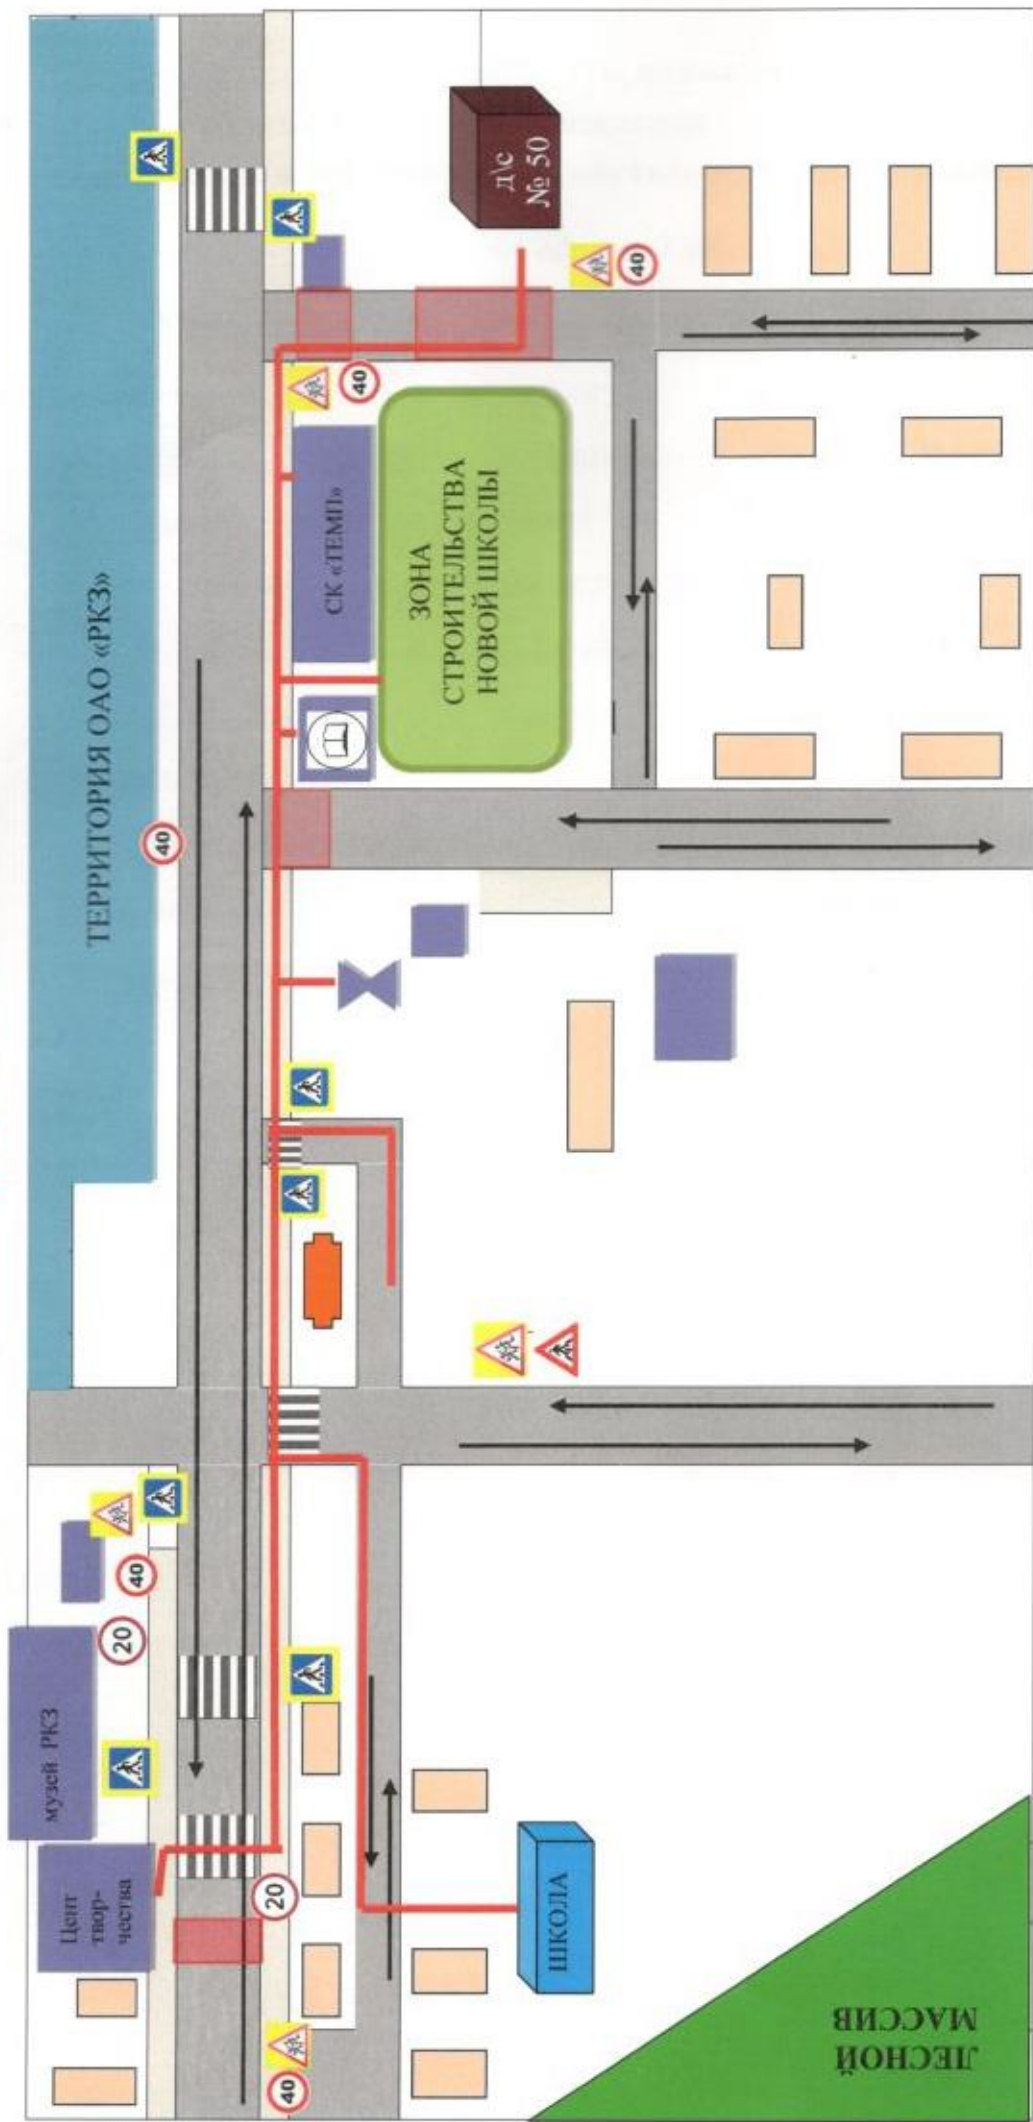 ТЕРРИТОРИЯ ОАО «РКЗ»
40
музей РКЗ
20
40
Цент
твор-
чества
20
40
СК «ТЕМП»
40
ЗОНА
СТРОИТЕЛЬСТВА
НОВОЙ ШКОЛЫ
д\с
№ 50
40
ШКОЛА
ЛЕСНОЙ
МАССИВ